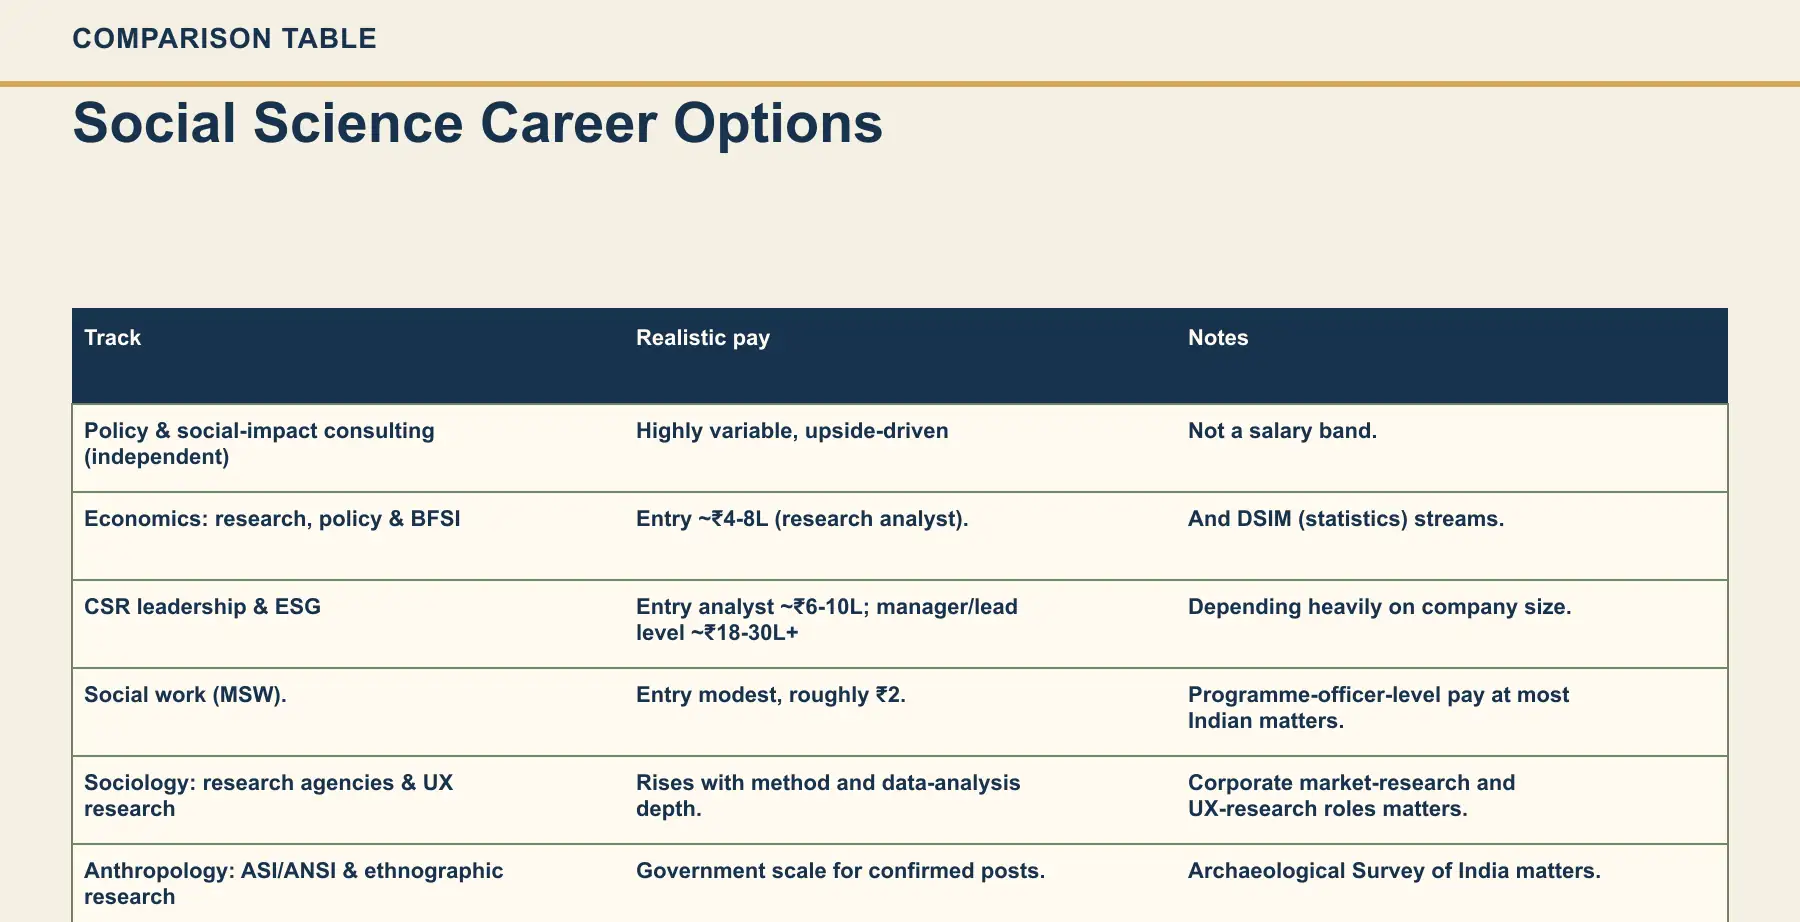 COMPARISON TABLE
Social Science Career Options
Track
Realistic pay
Notes
Policy & social-impact consulting
(independent)
Highly variable, upside-driven
Not a salary band.
Economics: research, policy & BFSI
Entry ~₹4-8L (research analyst).
And DSIM (statistics) streams.
CSR leadership & ESG
Entry analyst ~₹6-10L; manager/lead
level ~₹18-30L+
Depending heavily on company size.
Social work (MSW).
Entry modest, roughly ₹2.
Programme-officer-level pay at most
Indian matters.
Sociology: research agencies & UX
research
Rises with method and data-analysis
depth.
Corporate market-research and
UX-research roles matters.
Anthropology: ASI/ANSI & ethnographic
research
Government scale for confirmed posts.
Archaeological Survey of India matters.